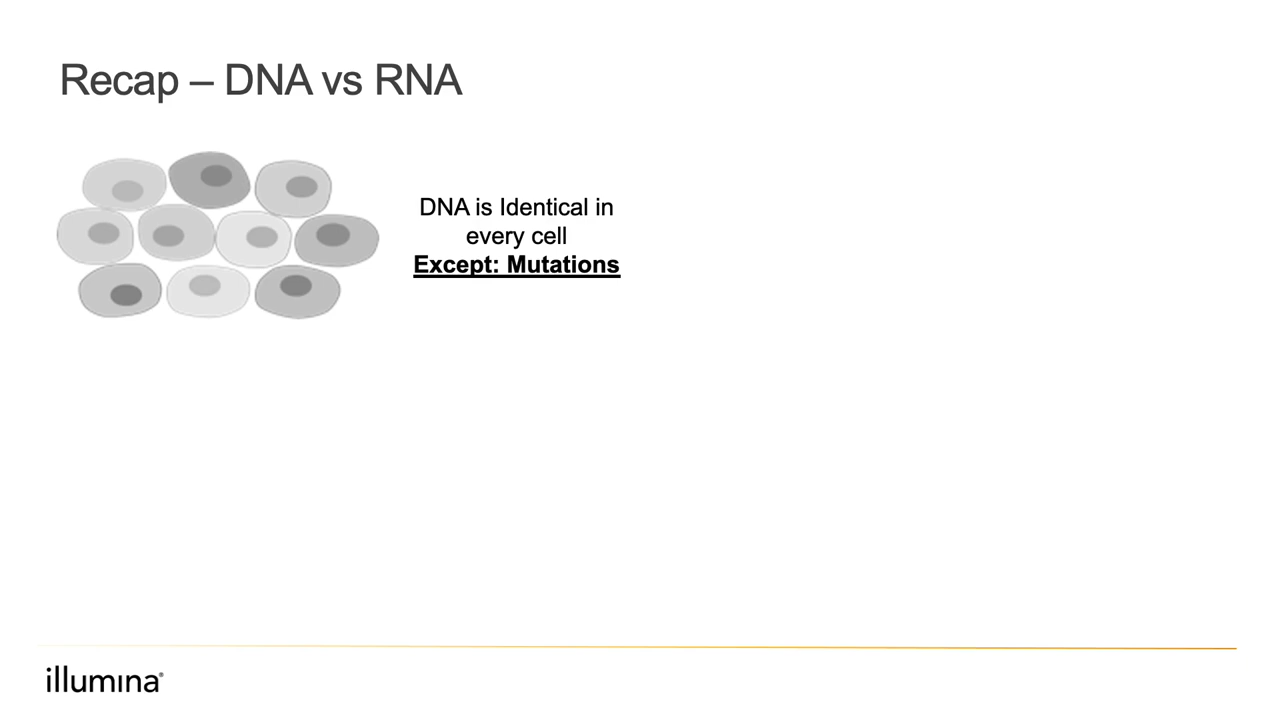 Recap – DNA vs RNA
DNA is Identical in
every cell
Except: Mutations
illumina®